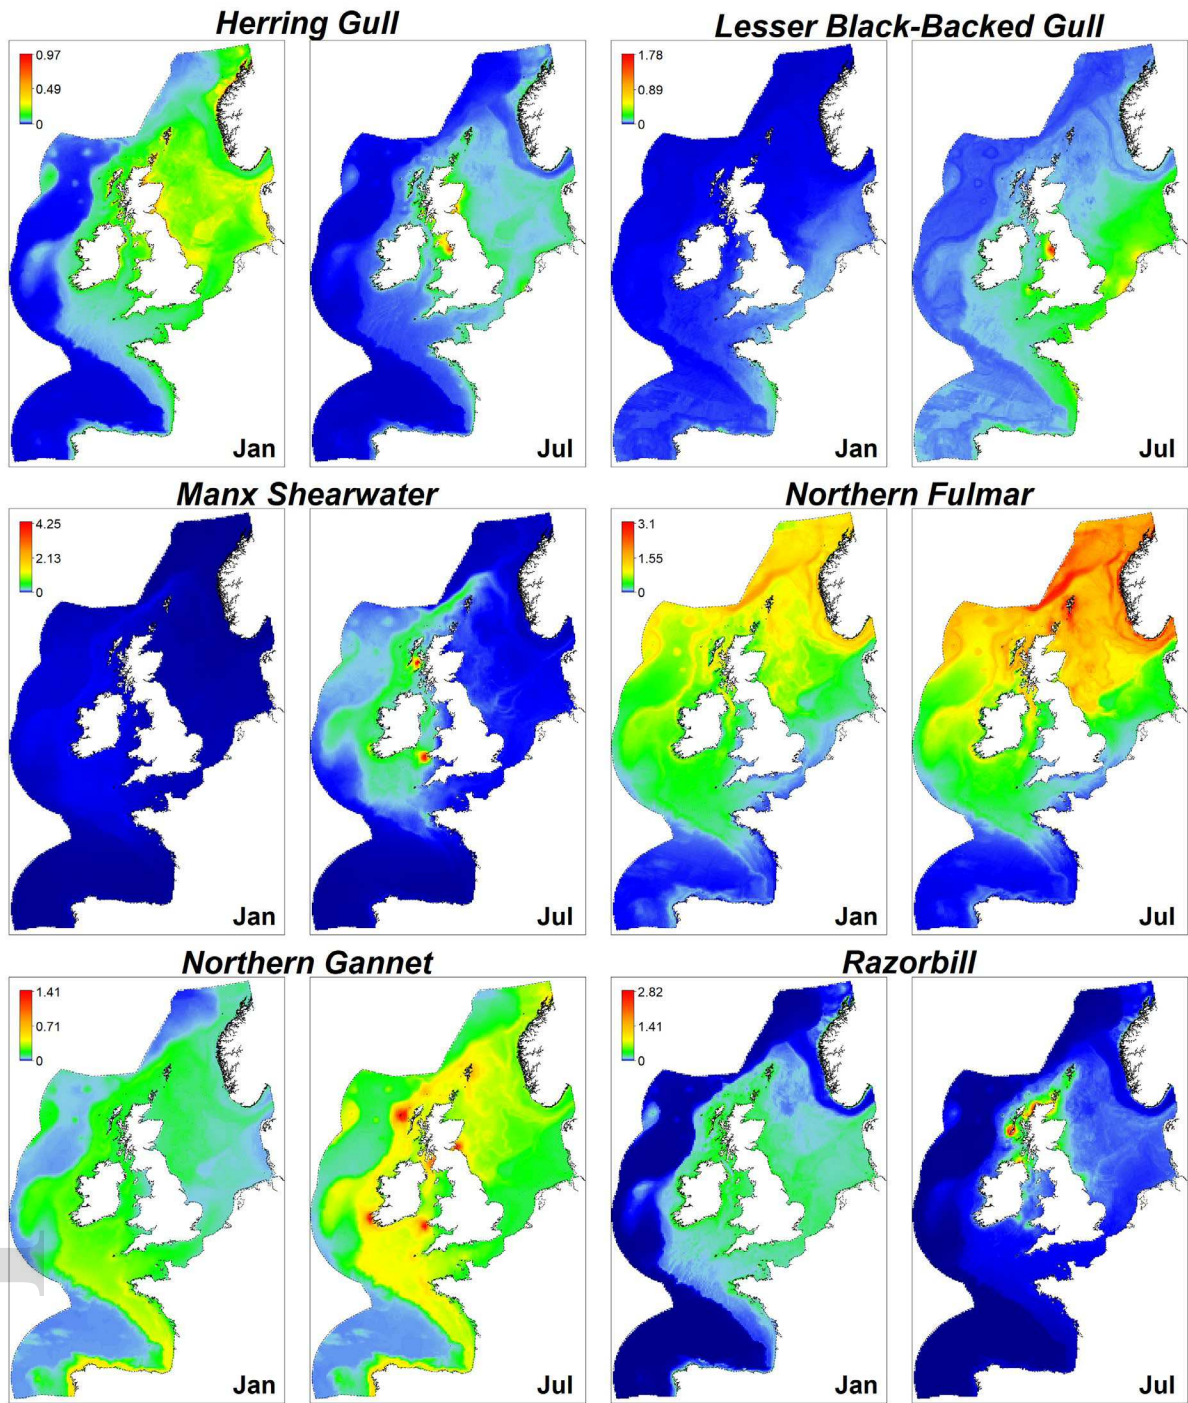 Herring Gull
Lesser Black-Backed Gull
0.97
0.49
0
Jan
Jul
1.78
0.89
0
Jan
Jul
Manx Shearwater
Northern Fulmar
4.25
2.13
0
Jan
Jul
3.1
1.55
0
Jan
Jul
Northern Gannet
Razorbill
1.41
0.71
0
Jan
Jul
2.82
1.41
0
Jan
Jul